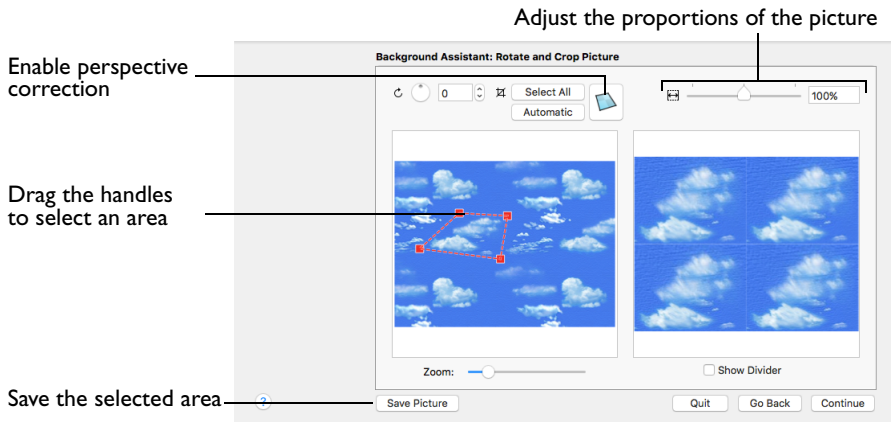 Adjust the proportions of the picture
Background Assistant: Rotate and Crop Picture
Enable perspective
correction
0
Select All
100%
Automatic
Drag the handles
to select an area
Zoom:
Show Divider
Save the selected area
?
Save Picture
Quit
Go Back
Continue